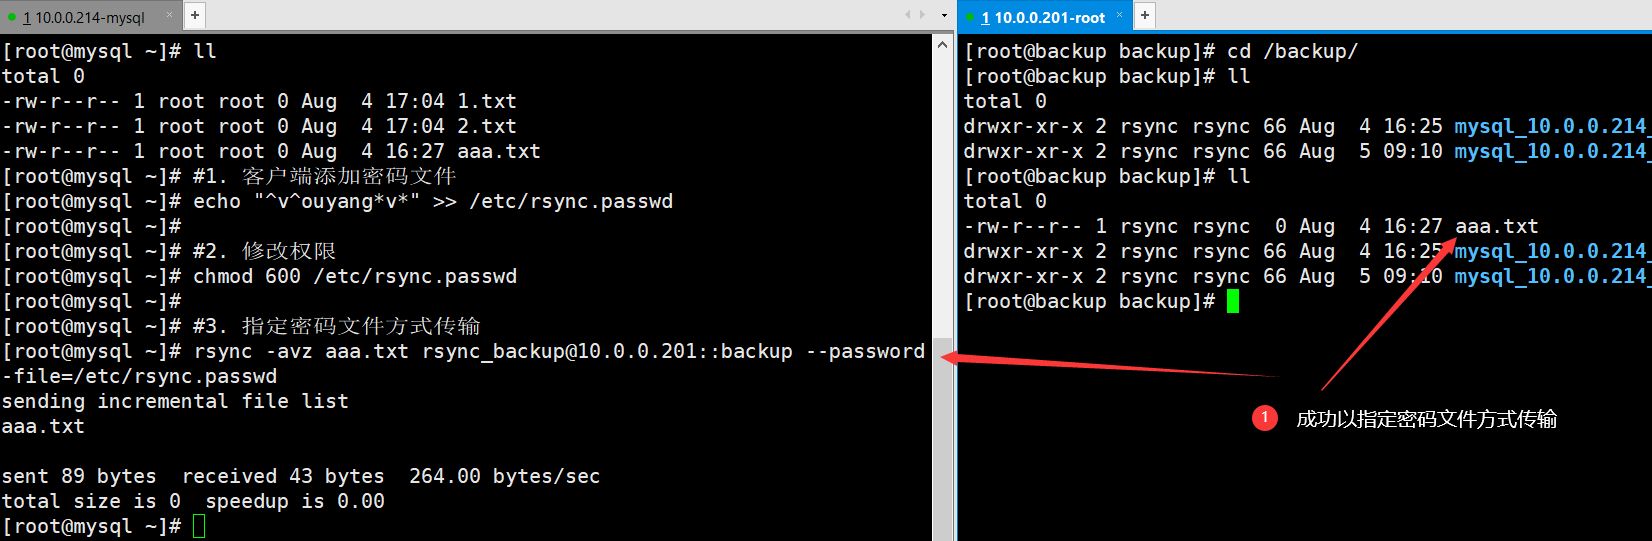 1 10.0.0.214-mysql × +
[root@mysql ~]# ll
total 0
-rw-r--r-- 1 root root 0 Aug  4 17:04 1.txt
-rw-r--r-- 1 root root 0 Aug  4 17:04 2.txt
-rw-r--r-- 1 root root 0 Aug  4 16:27 aaa.txt
[root@mysql ~]# #1. 客户端添加密码文件
[root@mysql ~]# echo "^v^ouyang*v*" >> /etc/rsync.passwd
[root@mysql ~]#
[root@mysql ~]# #2. 修改权限
[root@mysql ~]# chmod 600 /etc/rsync.passwd
[root@mysql ~]#
[root@mysql ~]# #3. 指定密码文件方式传输
[root@mysql ~]# rsync -avz aaa.txt rsync_backup@10.0.0.201::backup --password
-file=/etc/rsync.passwd
sending incremental file list
aaa.txt
sent 89 bytes  received 43 bytes  264.00 bytes/sec
total size is 0  speedup is 0.00
[root@mysql ~]#
1 10.0.0.201-root × +
[root@backup backup]# cd /backup/
[root@backup backup]# ll
total 0
drwxr-xr-x 2 rsync rsync 66 Aug  4 16:25 mysql_10.0.0.214_
drwxr-xr-x 2 rsync rsync 66 Aug  5 09:10 mysql_10.0.0.214_
[root@backup backup]# ll
total 0
-rw-r--r-- 1 rsync rsync  0 Aug  4 16:27 aaa.txt
drwxr-xr-x 2 rsync rsync 66 Aug  4 16:25 mysql_10.0.0.214_
drwxr-xr-x 2 rsync rsync 66 Aug  5 09:10 mysql_10.0.0.214_
[root@backup backup]#
1 成功以指定密码文件方式传输